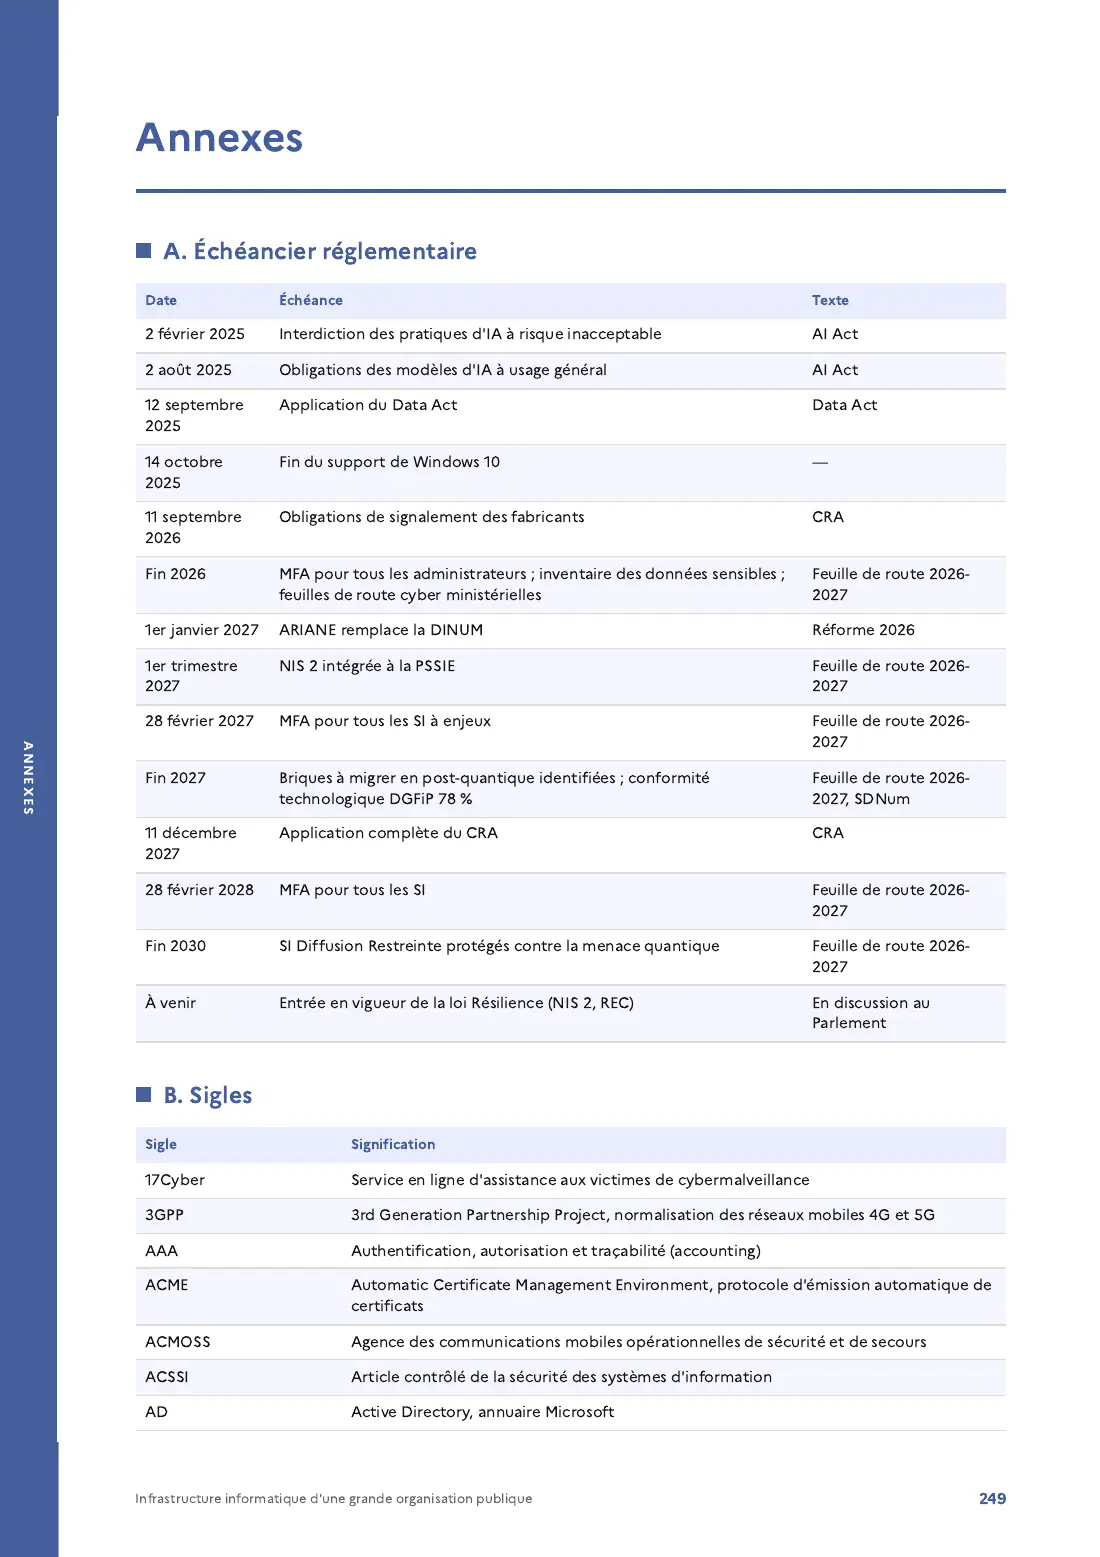 Annexes
A. Échéancier réglementaire
Date Échéance Texte
2 février 2025 Interdiction des pratiques d'IA à risque inacceptable AI Act
2 août 2025 Obligations des modèles d'IA à usage général AI Act
12 septembre Application du Data Act Data Act
2025
14 octobre Fin du support de Windows 10 —
2025
11 septembre Obligations de signalement des fabricants CRA
2026
Fin 2026 MFA pour tous les administrateurs ; inventaire des données sensibles ; Feuille de route 2026-
feuilles de route cyber ministérielles 2027
1er janvier 2027 ARIANE remplace la DINUM Réforme 2026
1er trimestre NIS 2 intégrée à la PSSIE Feuille de route 2026-
2027 2027
28 février 2027 MFA pour tous les SI à enjeux Feuille de route 2026-
2027
Fin 2027 Briques à migrer en post-quantique identifiées ; conformité Feuille de route 2026-
technologique DGFiP 78 % 2027, SDNum
11 décembre Application complète du CRA CRA
2027
28 février 2028 MFA pour tous les SI Feuille de route 2026-
2027
Fin 2030 SI Diffusion Restreinte protégés contre la menace quantique Feuille de route 2026-
2027
À venir Entrée en vigueur de la loi Résilience (NIS 2, REC) En discussion au
Parlement
B. Sigles
Sigle Signification
17Cyber Service en ligne d'assistance aux victimes de cybermalveillance
3GPP 3rd Generation Partnership Project, normalisation des réseaux mobiles 4G et 5G
AAA Authentification, autorisation et traçabilité (accounting)
ACME Automatic Certificate Management Environment, protocole d'émission automatique de
certificats
ACMOSS Agence des communications mobiles opérationnelles de sécurité et de secours
ACSSI Article contrôlé de la sécurité des systèmes d'information
AD Active Directory, annuaire Microsoft
ANNEXES
Infrastructure informatique d'une grande organisation publique 249